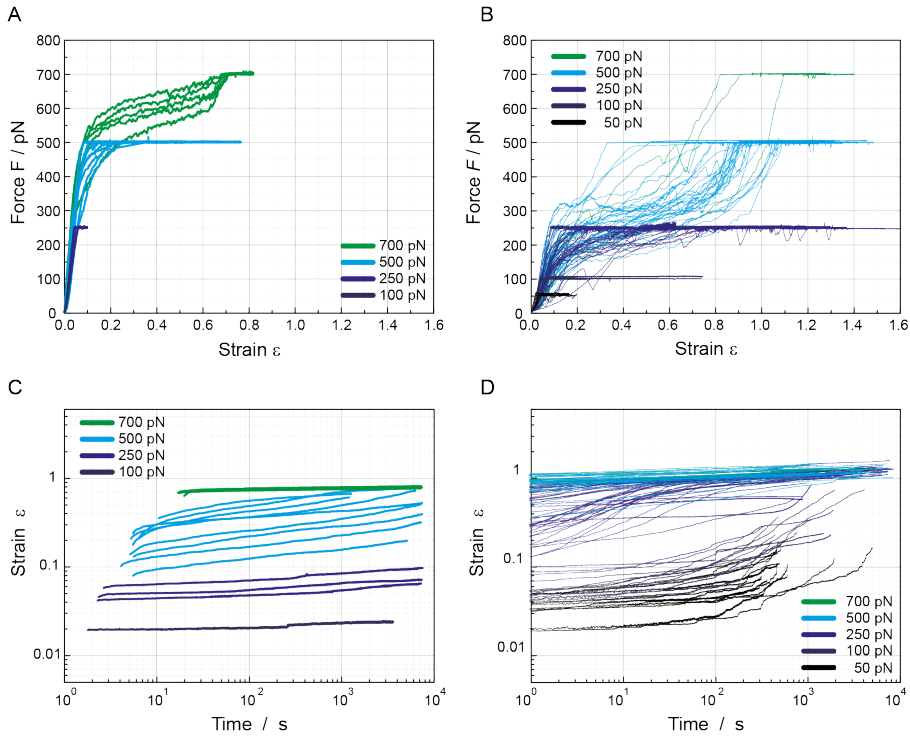 A
B
800
700
600
500
400
300
200
100
0
Force F / pN
0.0 0.2 0.4 0.6 0.8 1.0 1.2 1.4 1.6
Strain ε
700 pN
500 pN
250 pN
100 pN
800
700
600
500
400
300
200
100
0
Force F / pN
0.0 0.2 0.4 0.6 0.8 1.0 1.2 1.4 1.6
Strain ε
700 pN
500 pN
250 pN
100 pN
50 pN
C
D
1
0.1
0.01
Strain ε
10⁰ 10¹ 10² 10³ 10⁴
Time / s
700 pN
500 pN
250 pN
100 pN
1
0.1
0.01
Strain ε
10⁰ 10¹ 10² 10³ 10⁴
Time / s
700 pN
500 pN
250 pN
100 pN
50 pN